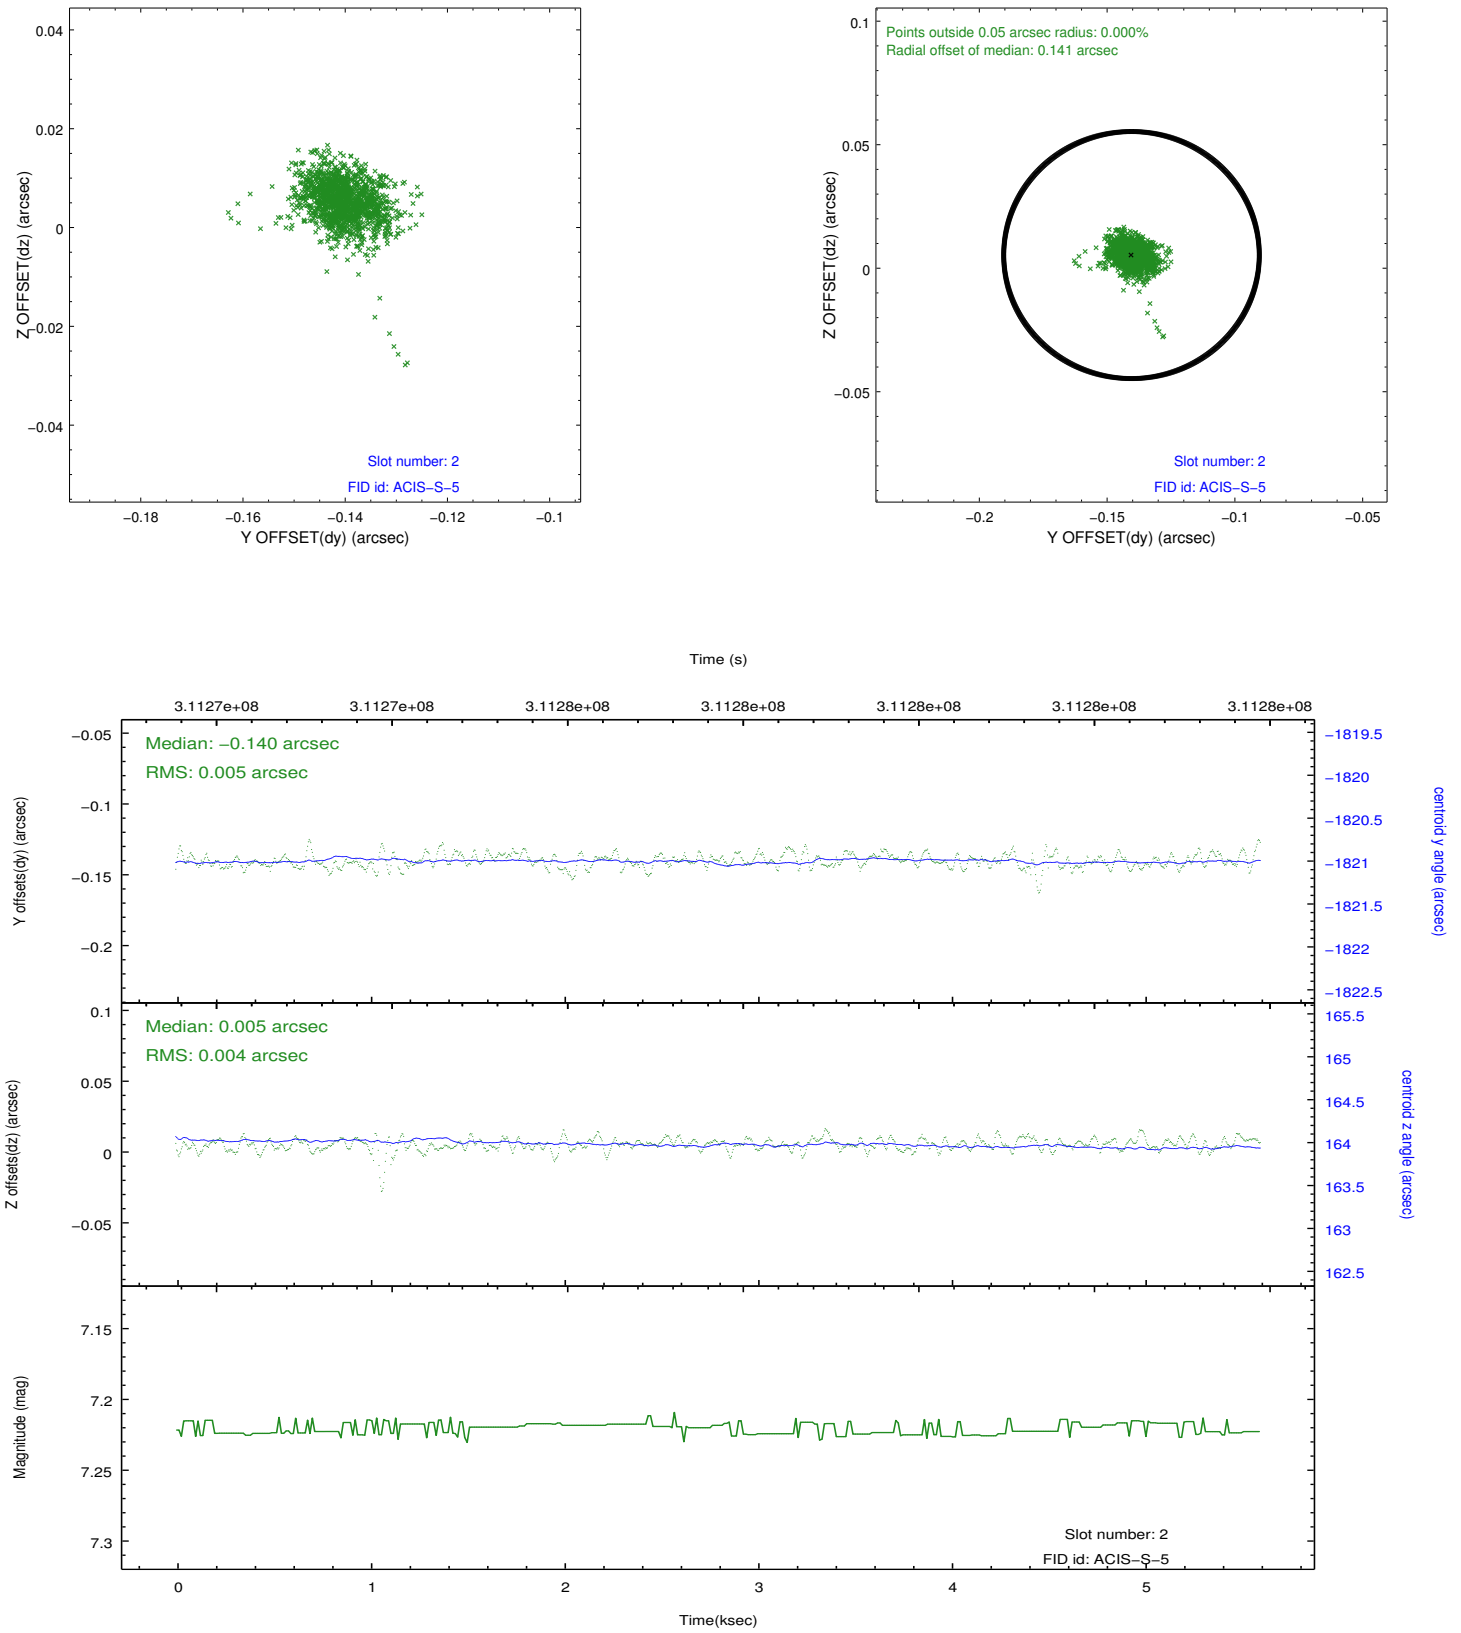 0.04
0.02
0
−0.02
−0.04
Z OFFSET(dz) (arcsec)
Slot number: 2
FID id: ACIS−S−5
−0.18
−0.16
−0.14
−0.12
−0.1
Y OFFSET(dy) (arcsec)
Points outside 0.05 arcsec radius: 0.000%
Radial offset of median: 0.141 arcsec
0.1
0.05
0
−0.05
Z OFFSET(dz) (arcsec)
Slot number: 2
FID id: ACIS−S−5
−0.2
−0.15
−0.1
−0.05
Y OFFSET(dy) (arcsec)
Time (s)
3.1127e+08
3.1127e+08
3.1128e+08
3.1128e+08
3.1128e+08
3.1128e+08
3.1128e+08
Median: −0.140 arcsec
RMS: 0.005 arcsec
−0.05
−0.1
−0.15
−0.2
Y offsets(dy) (arcsec)
−1819.5
−1820
−1820.5
−1821
−1821.5
−1822
−1822.5
centroid y angle (arcsec)
Median: 0.005 arcsec
RMS: 0.004 arcsec
0.1
0.05
0
−0.05
Z offsets(dz) (arcsec)
165.5
165
164.5
164
163.5
163
162.5
centroid z angle (arcsec)
7.15
7.2
7.25
7.3
Magnitude (mag)
Slot number: 2
FID id: ACIS−S−5
0
1
2
3
4
5
Time(ksec)